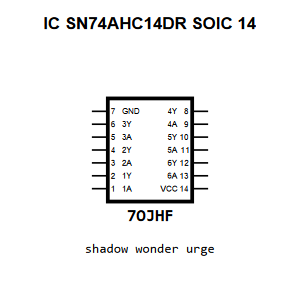 IC SN74AHC14DR SOIC 14
7 GND 4Y 8
6 3Y 4A 9
5 3A 5Y 10
4 2Y 5A 11
3 2A 6Y 12
2 1Y 6A 13
1 1A VCC 14
70JHF
shadow wonder urge